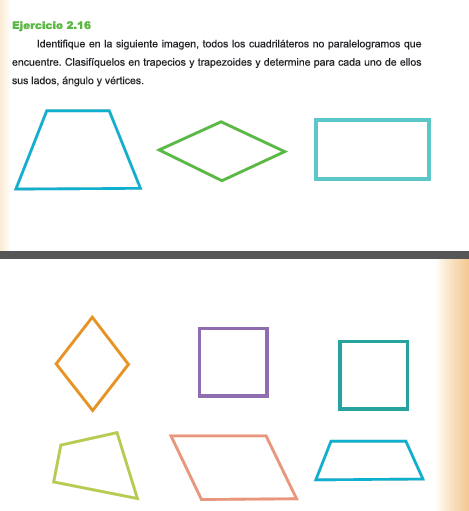 Ejercicio 2.16
Identifique en la siguiente imagen, todos los cuadriláteros no paralelogramos que
encuentre. Clasifíquelos en trapecios y trapezoides y determine para cada uno de ellos
sus lados, ángulo y vértices.